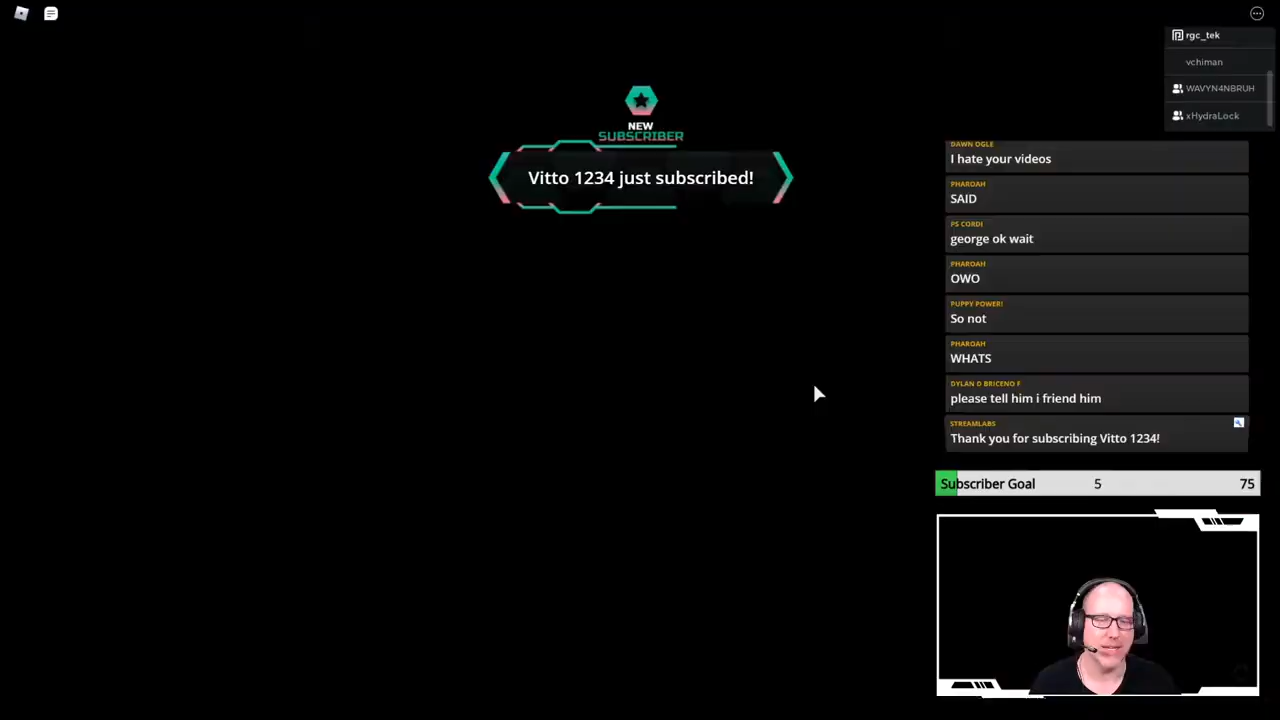 rgc_tek
vchiman
WAVYN4NBRUH
xHydraLock
NEW
SUBSCRIBER
Vitto 1234 just subscribed!
DAWN OGLE
I hate your videos
PHAROAH
SAID
PS CORDI
george ok wait
PHAROAH
OWO
PUPPY POWER!
So not
PHAROAH
WHATS
DYLAN D BRICENO F
please tell him i friend him
STREAMLABS
Thank you for subscribing Vitto 1234!
Subscriber Goal 5 75